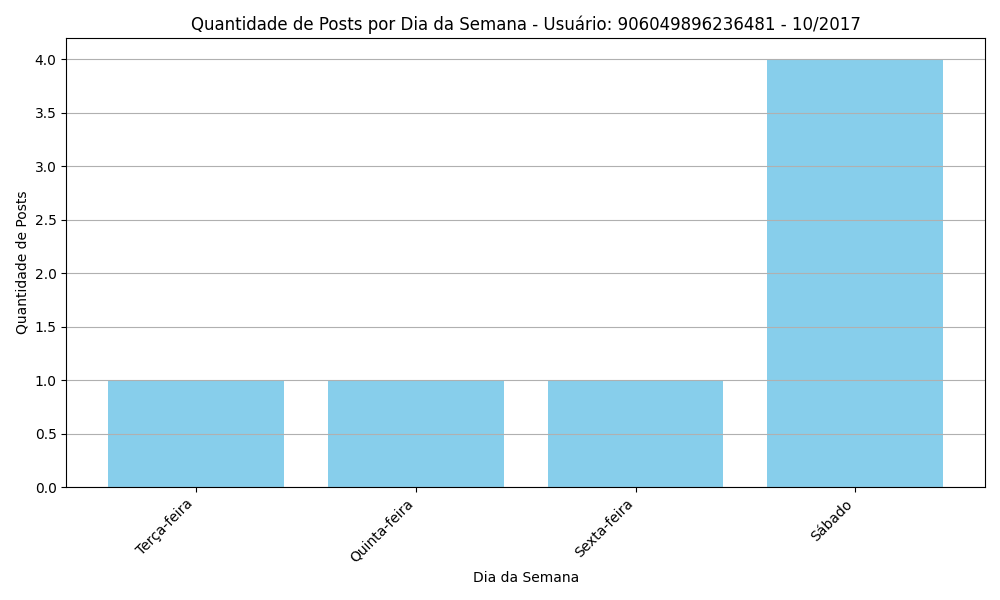 Quantidade de Posts por Dia da Semana - Usuário: 906049896236481 - 10/2017
Quantidade de Posts
4.0
3.5
3.0
2.5
2.0
1.5
1.0
0.5
0.0
Terça-feira
Quinta-feira
Sexta-feira
Sábado
Dia da Semana